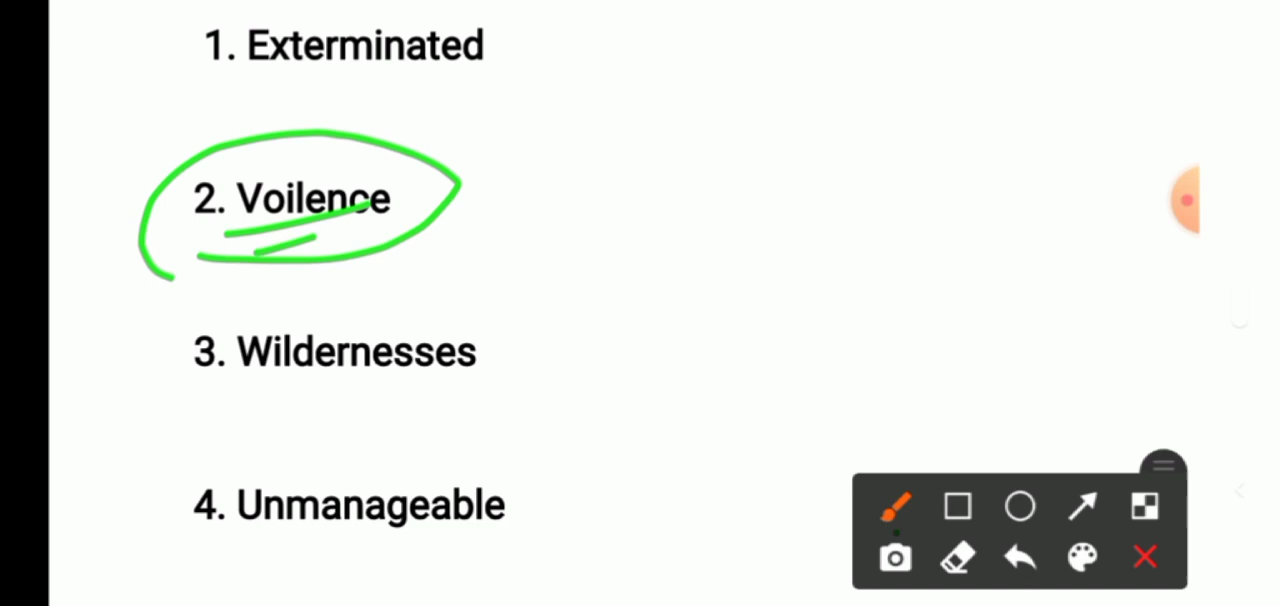 1. Exterminated
2. Voilence
3. Wildernesses
4. Unmanageable